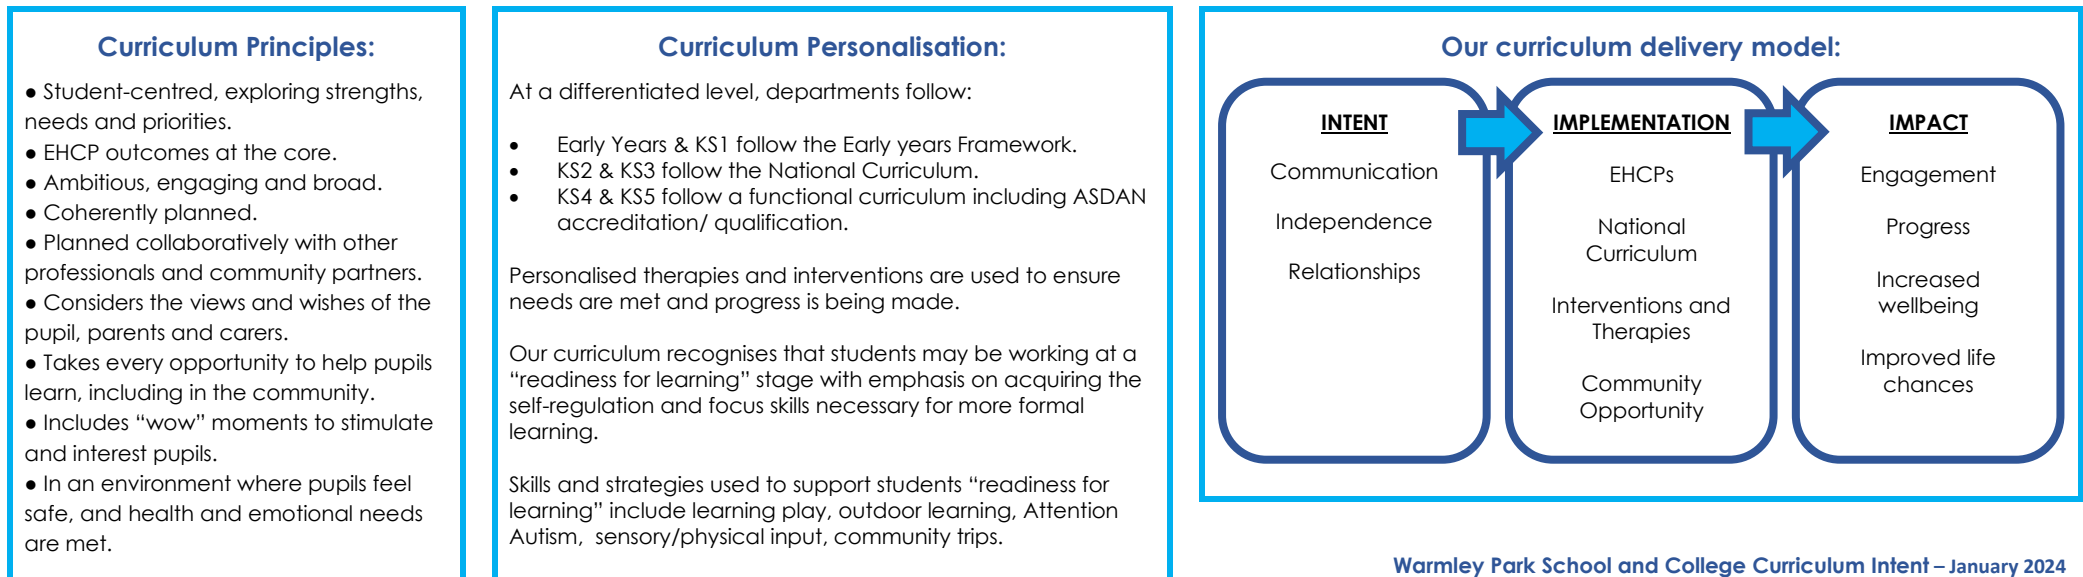 Curriculum Principles:
● Student-centred, exploring strengths,
needs and priorities.
● EHCP outcomes at the core.
● Ambitious, engaging and broad.
● Coherently planned.
● Planned collaboratively with other
professionals and community partners.
● Considers the views and wishes of the
pupil, parents and carers.
● Takes every opportunity to help pupils
learn, including in the community.
● Includes “wow” moments to stimulate
and interest pupils.
● In an environment where pupils feel
safe, and health and emotional needs
are met.
Curriculum Personalisation:
At a differentiated level, departments follow:
• Early Years & KS1 follow the Early years Framework.
• KS2 & KS3 follow the National Curriculum.
• KS4 & KS5 follow a functional curriculum including ASDAN
accreditation/ qualification.
Personalised therapies and interventions are used to ensure
needs are met and progress is being made.
Our curriculum recognises that students may be working at a
“readiness for learning” stage with emphasis on acquiring the
self-regulation and focus skills necessary for more formal
learning.
Skills and strategies used to support students “readiness for
learning” include learning play, outdoor learning, Attention
Autism,  sensory/physical input, community trips.
Our curriculum delivery model:
INTENT
Communication
Independence
Relationships
IMPLEMENTATION
EHCPs
National
Curriculum
Interventions and
Therapies
Community
Opportunity
IMPACT
Engagement
Progress
Increased
wellbeing
Improved life
chances
Warmley Park School and College Curriculum Intent – January 2024